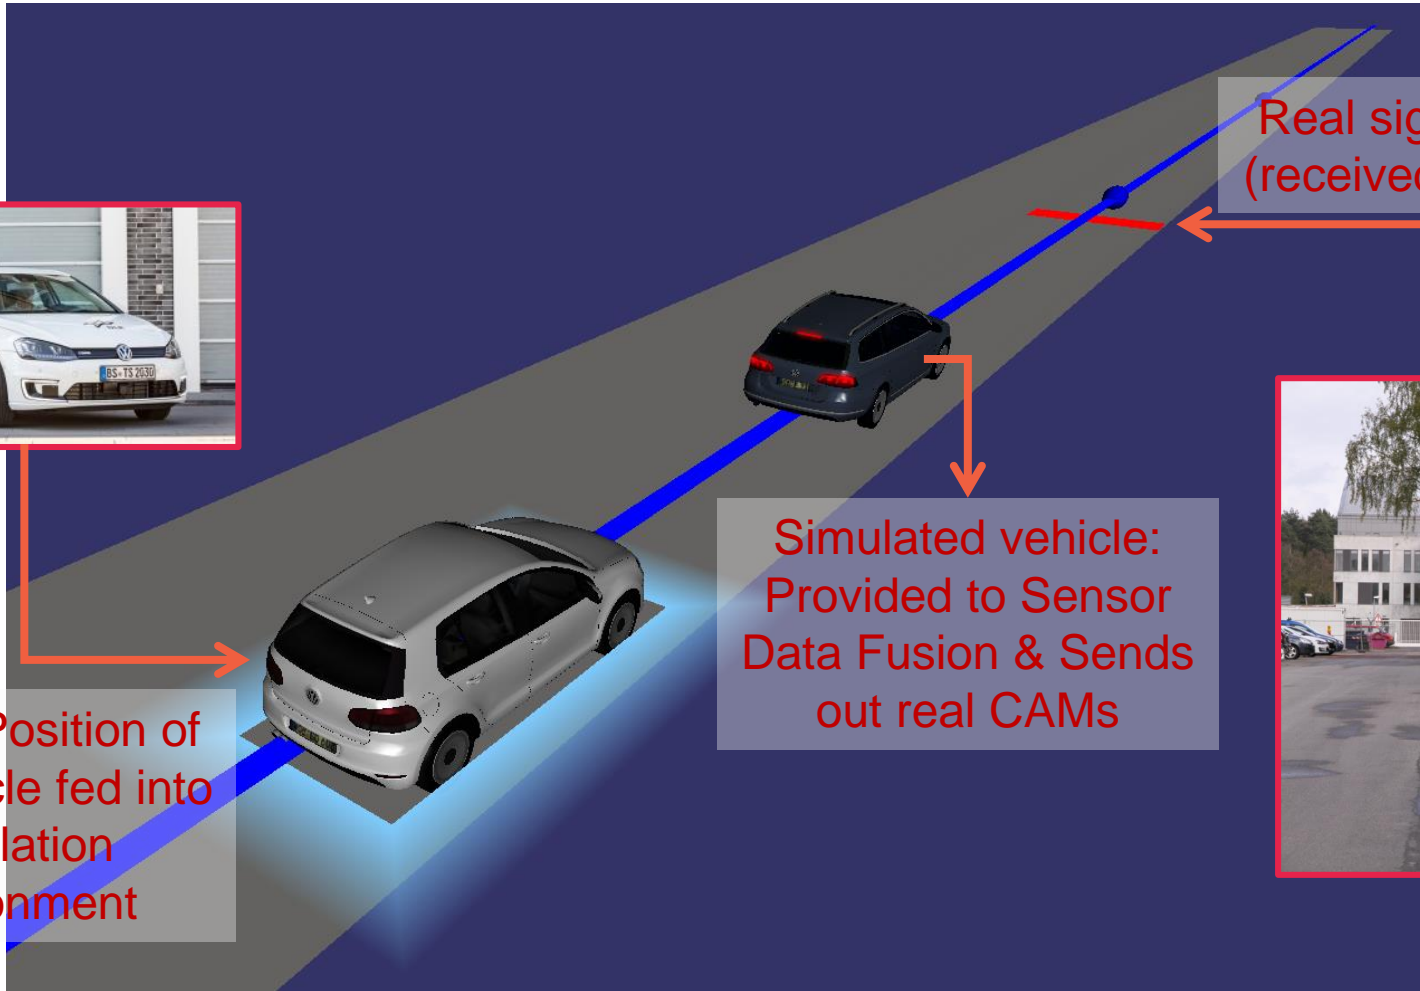 Real sig
(received
BS-TS 2030
Simulated vehicle:
Provided to Sensor
Data Fusion & Sends
out real CAMs
Position of
cle fed into
lation
onment